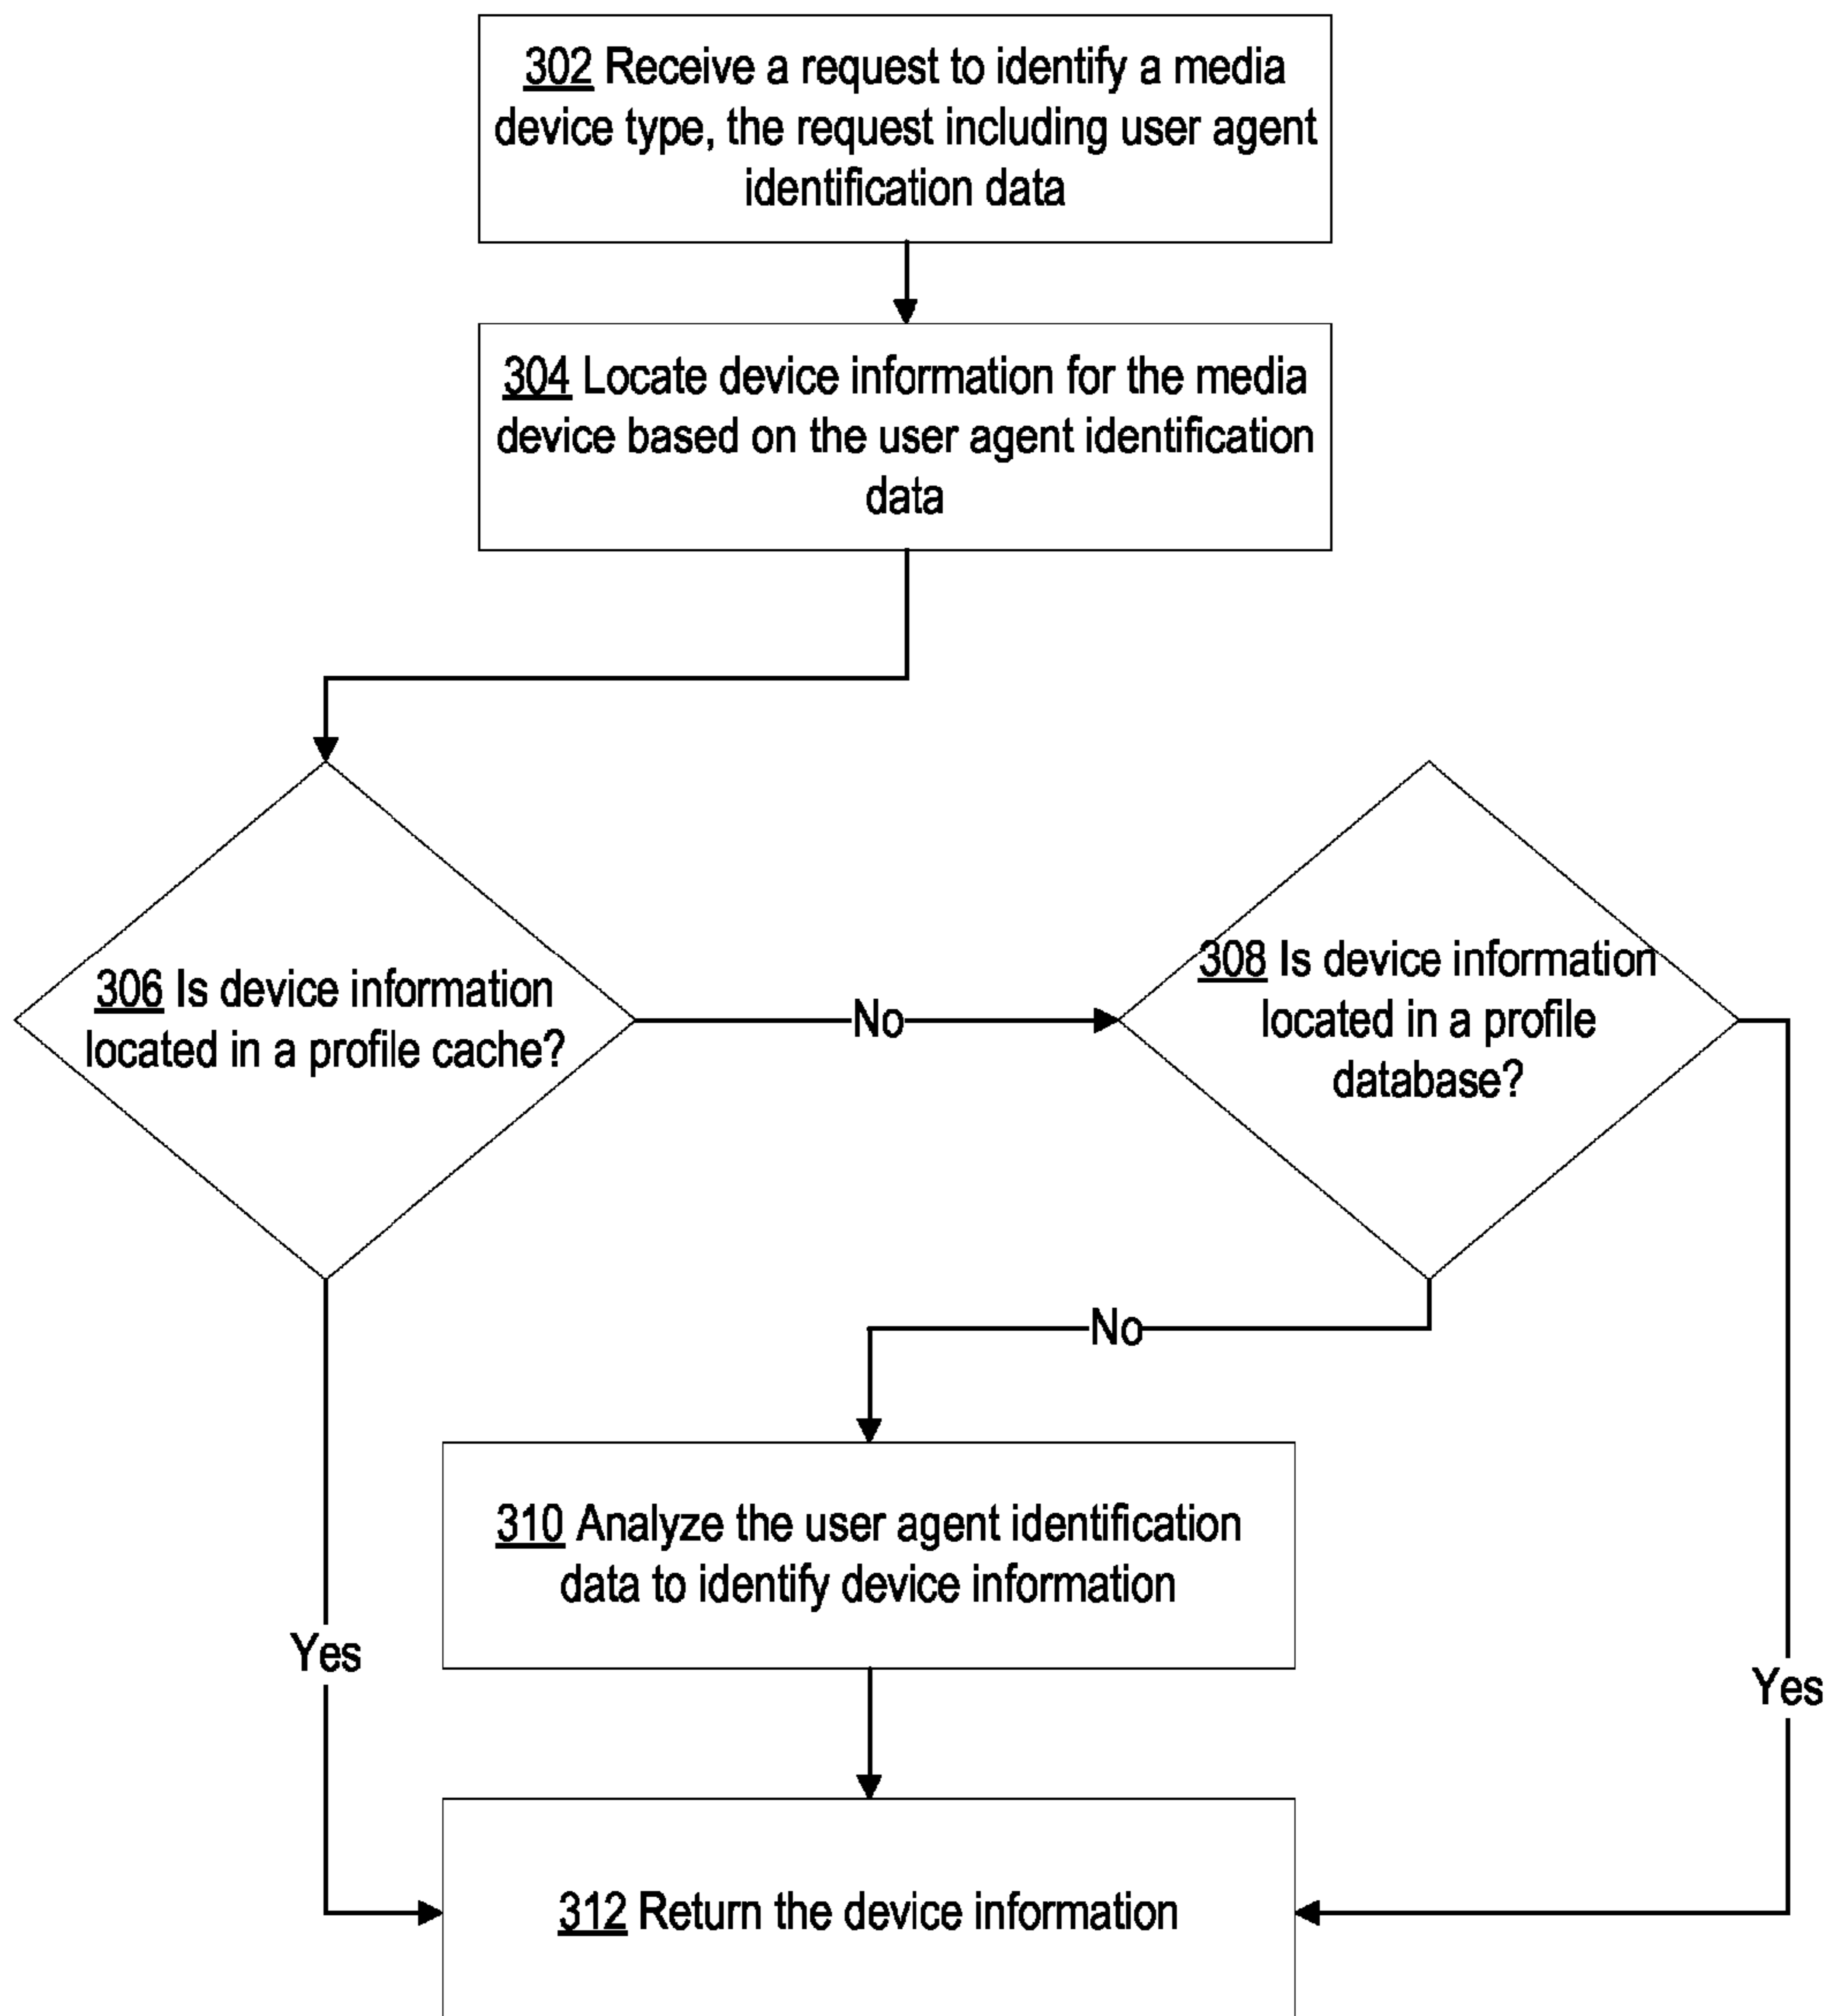 302 Receive a request to identify a media
device type, the request including user agent
identification data
304 Locate device information for the media
device based on the user agent identification
data
306 Is device information
located in a profile cache?
No
308 Is device information
located in a profile
database?
No
310 Analyze the user agent identification
data to identify device information
Yes
Yes
312 Return the device information